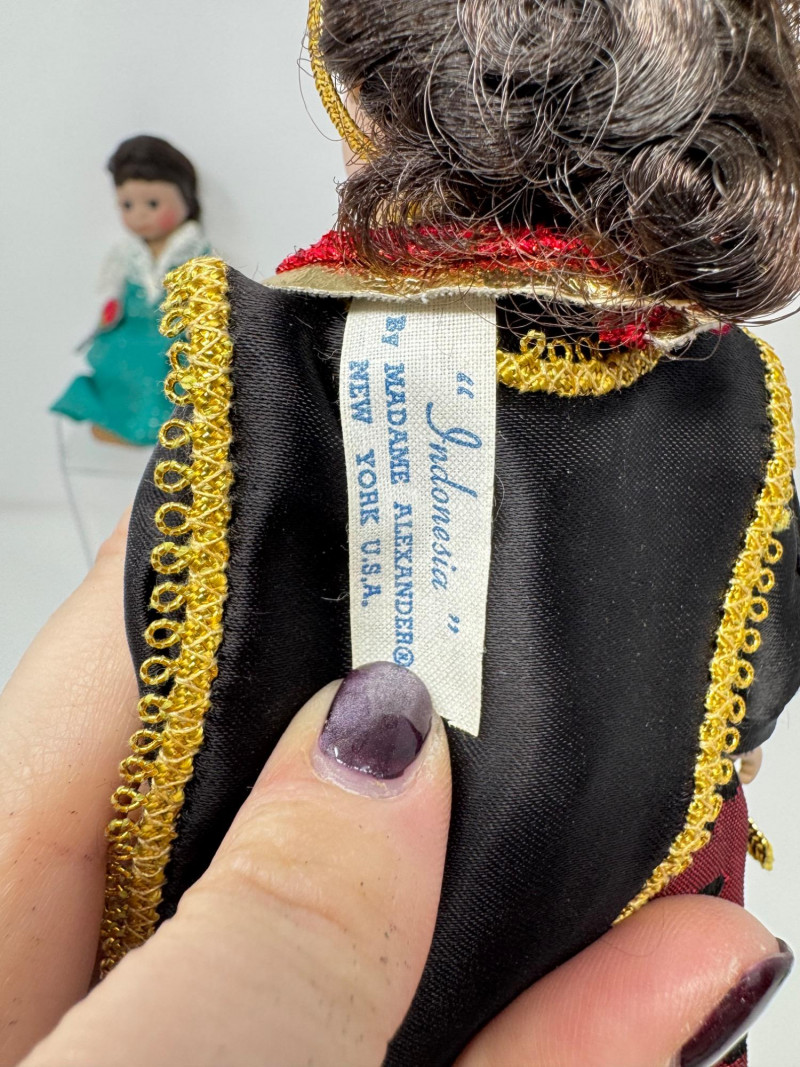 “Indonesia”
By MADAME ALEXANDER®
NEW YORK U.S.A.